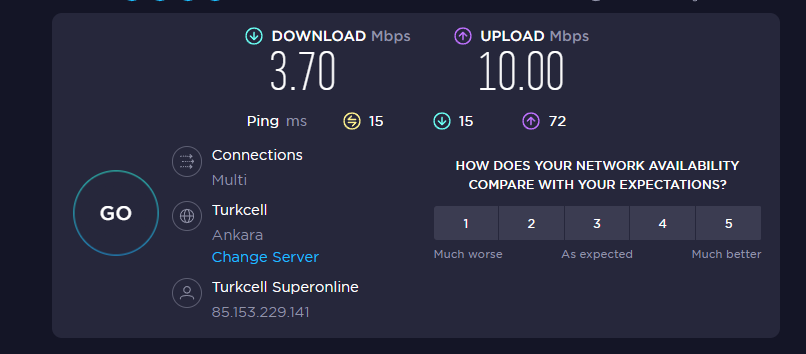 DOWNLOAD Mbps
UPLOAD Mbps
3.70
10.00
Ping ms 15 15 72
Connections
Multi
Turkcell
Ankara
Change Server
Turkcell Superonline
85.153.229.141
GO
HOW DOES YOUR NETWORK AVAILABILITY
COMPARE WITH YOUR EXPECTATIONS?
1 2 3 4 5
Much worse As expected Much better